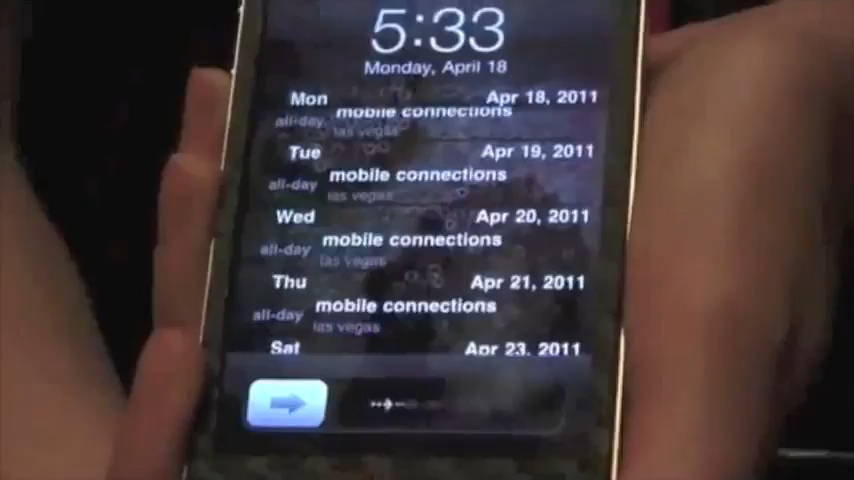 5:33
Monday, April 18
Mon Apr 18, 2011
all-day mobile connections
las vegas
Tue Apr 19, 2011
all-day mobile connections
las vegas
Wed Apr 20, 2011
all-day mobile connections
las vegas
Thu Apr 21, 2011
all-day mobile connections
las vegas
Sat Apr 23, 2011